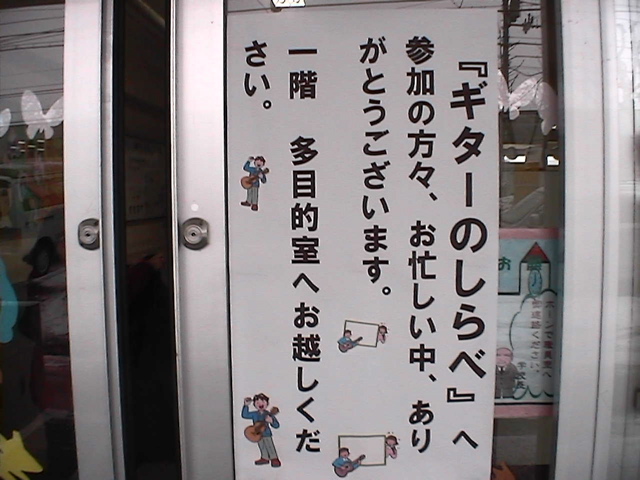 『ギターのしらべ』へ
参加の方々、お忙しい中、あり
がとうございます。
一階　多目的室へお越しくだ
さい。